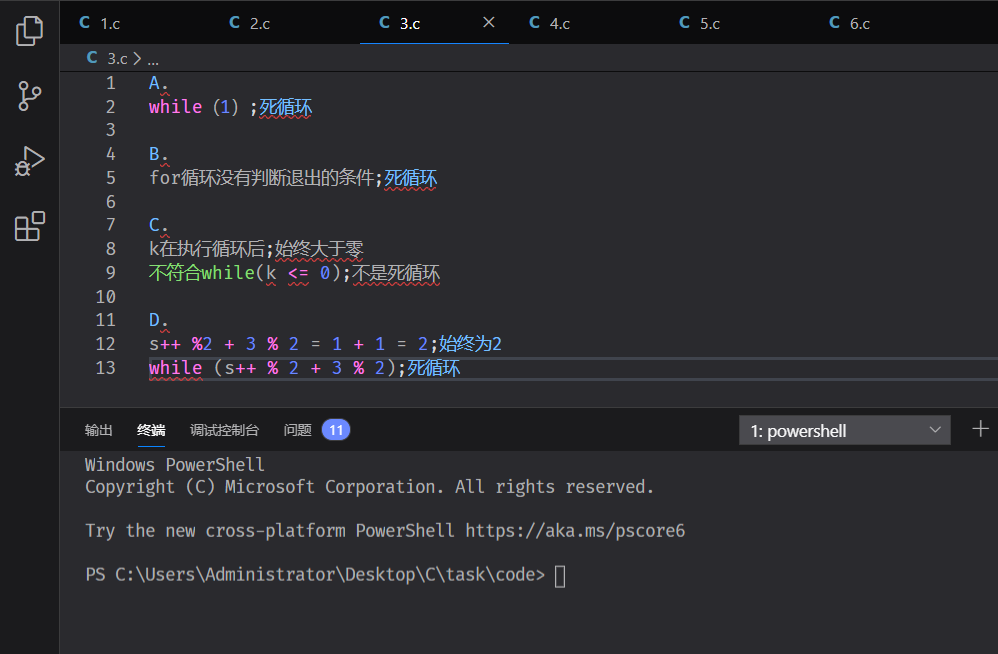 C 1.c
C 2.c
C 3.c
C 4.c
C 5.c
C 6.c
C 3.c > ...
1 A.
2 while (1) ;死循环
3
4 B.
5 for循环没有判断退出的条件;死循环
6
7 C.
8 k在执行循环后;始终大于零
9 不符合while(k <= 0);不是死循环
10
11 D.
12 s++ %2 + 3 % 2 = 1 + 1 = 2;始终为2
13 while (s++ % 2 + 3 % 2);死循环
输出 终端 调试控制台 问题 11
1: powershell
Windows PowerShell
Copyright (C) Microsoft Corporation. All rights reserved.
Try the new cross-platform PowerShell https://aka.ms/pscore6
PS C:\Users\Administrator\Desktop\C\task\code>